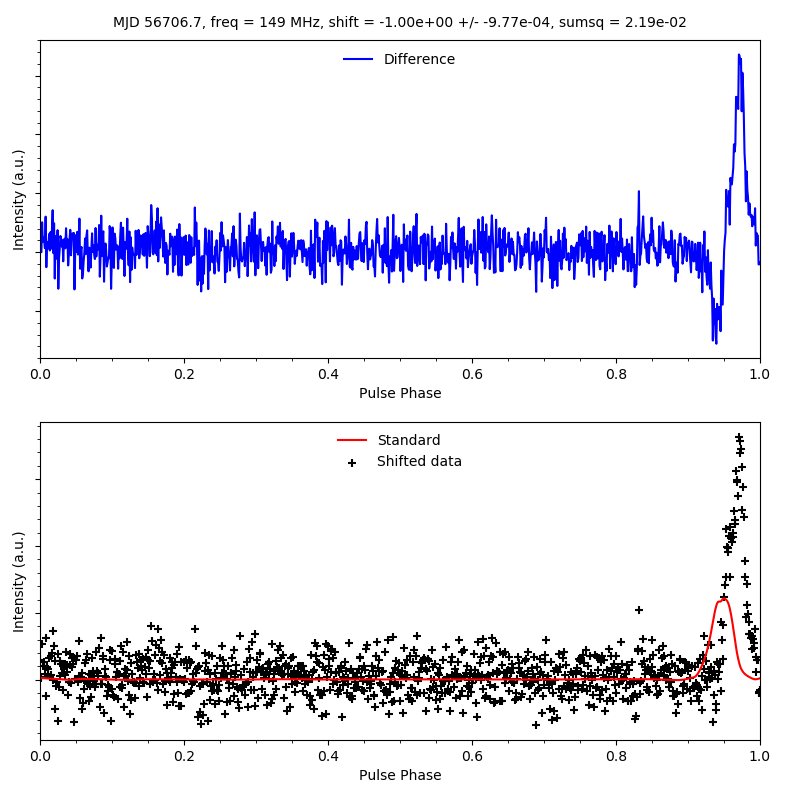 MJD 56706.7, freq = 149 MHz, shift = -1.00e+00 +/- -9.77e-04, sumsq = 2.19e-02
Difference
Intensity (a.u.)
0.0 0.2 0.4 0.6 0.8 1.0
Pulse Phase
Standard
Shifted data
Intensity (a.u.)
0.0 0.2 0.4 0.6 0.8 1.0
Pulse Phase